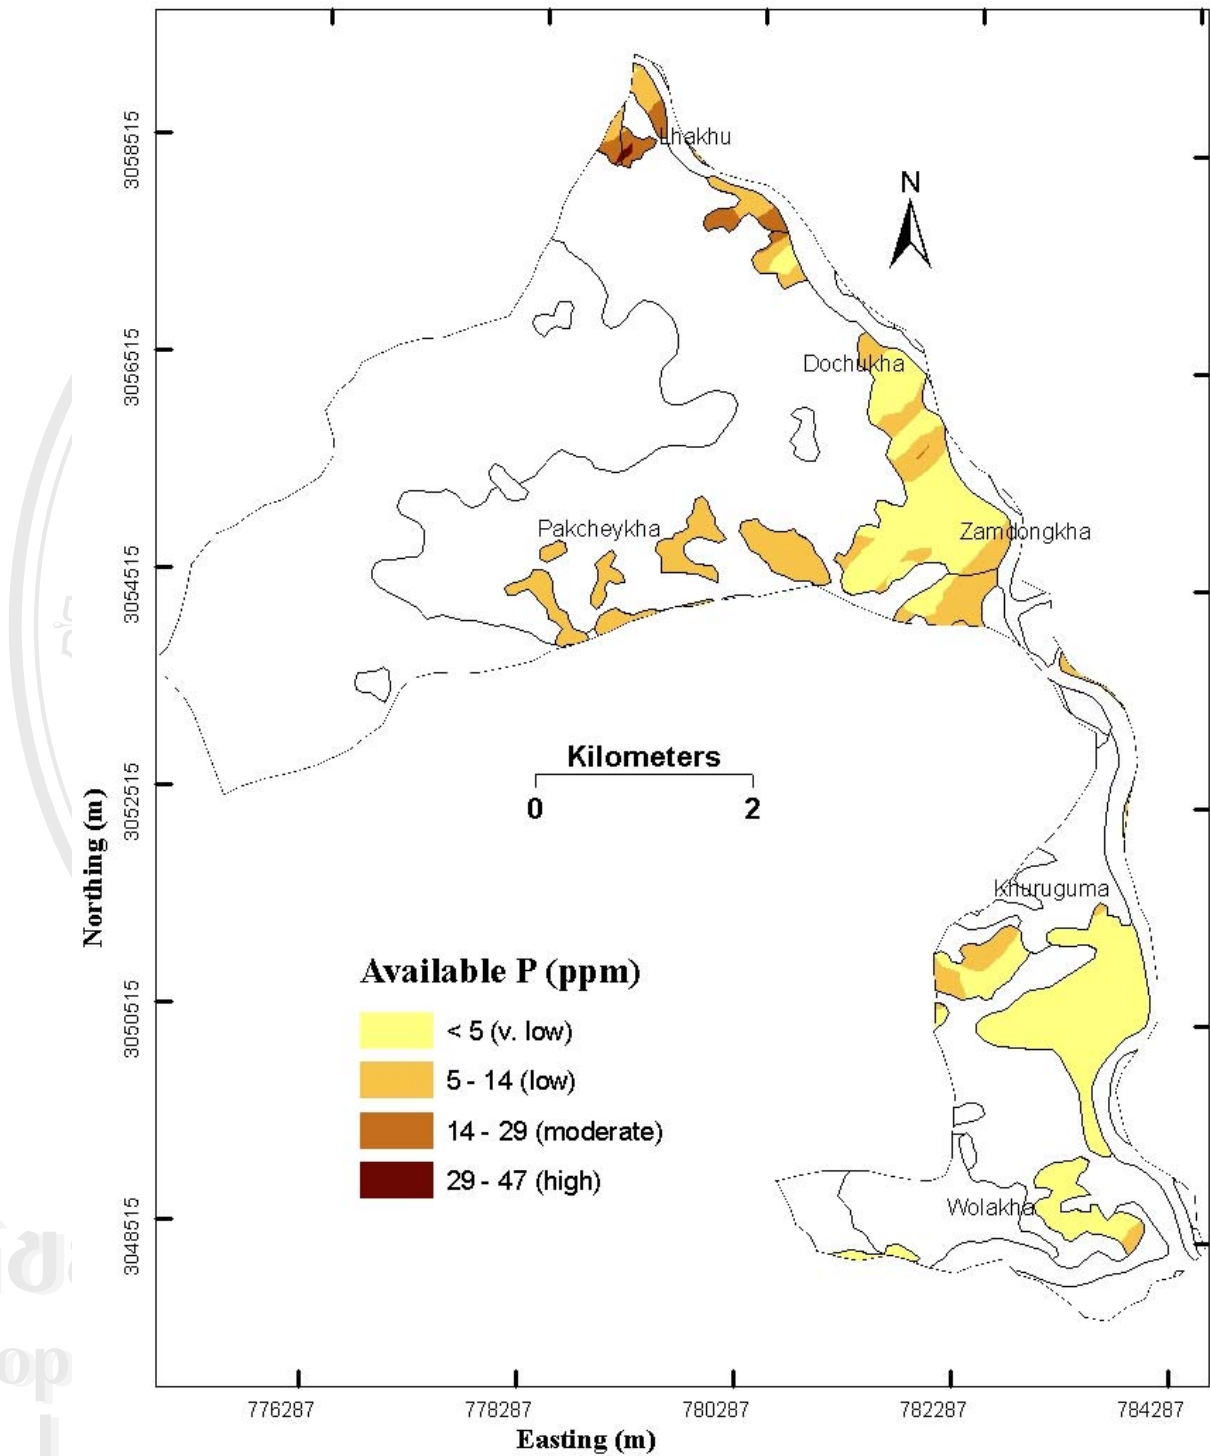 3058515
Lhakhu
N
3056515
Dochukha
Pakcheykha
Zamdongkha
3054515
Kilometers
0 2
3052515
Northing (m)
Khuruguma
Available P (ppm)
< 5 (v. low)
3050515
5 - 14 (low)
14 - 29 (moderate)
29 - 47 (high)
Wolakha
3048515
776287 778287 780287 782287 784287
Easting (m)